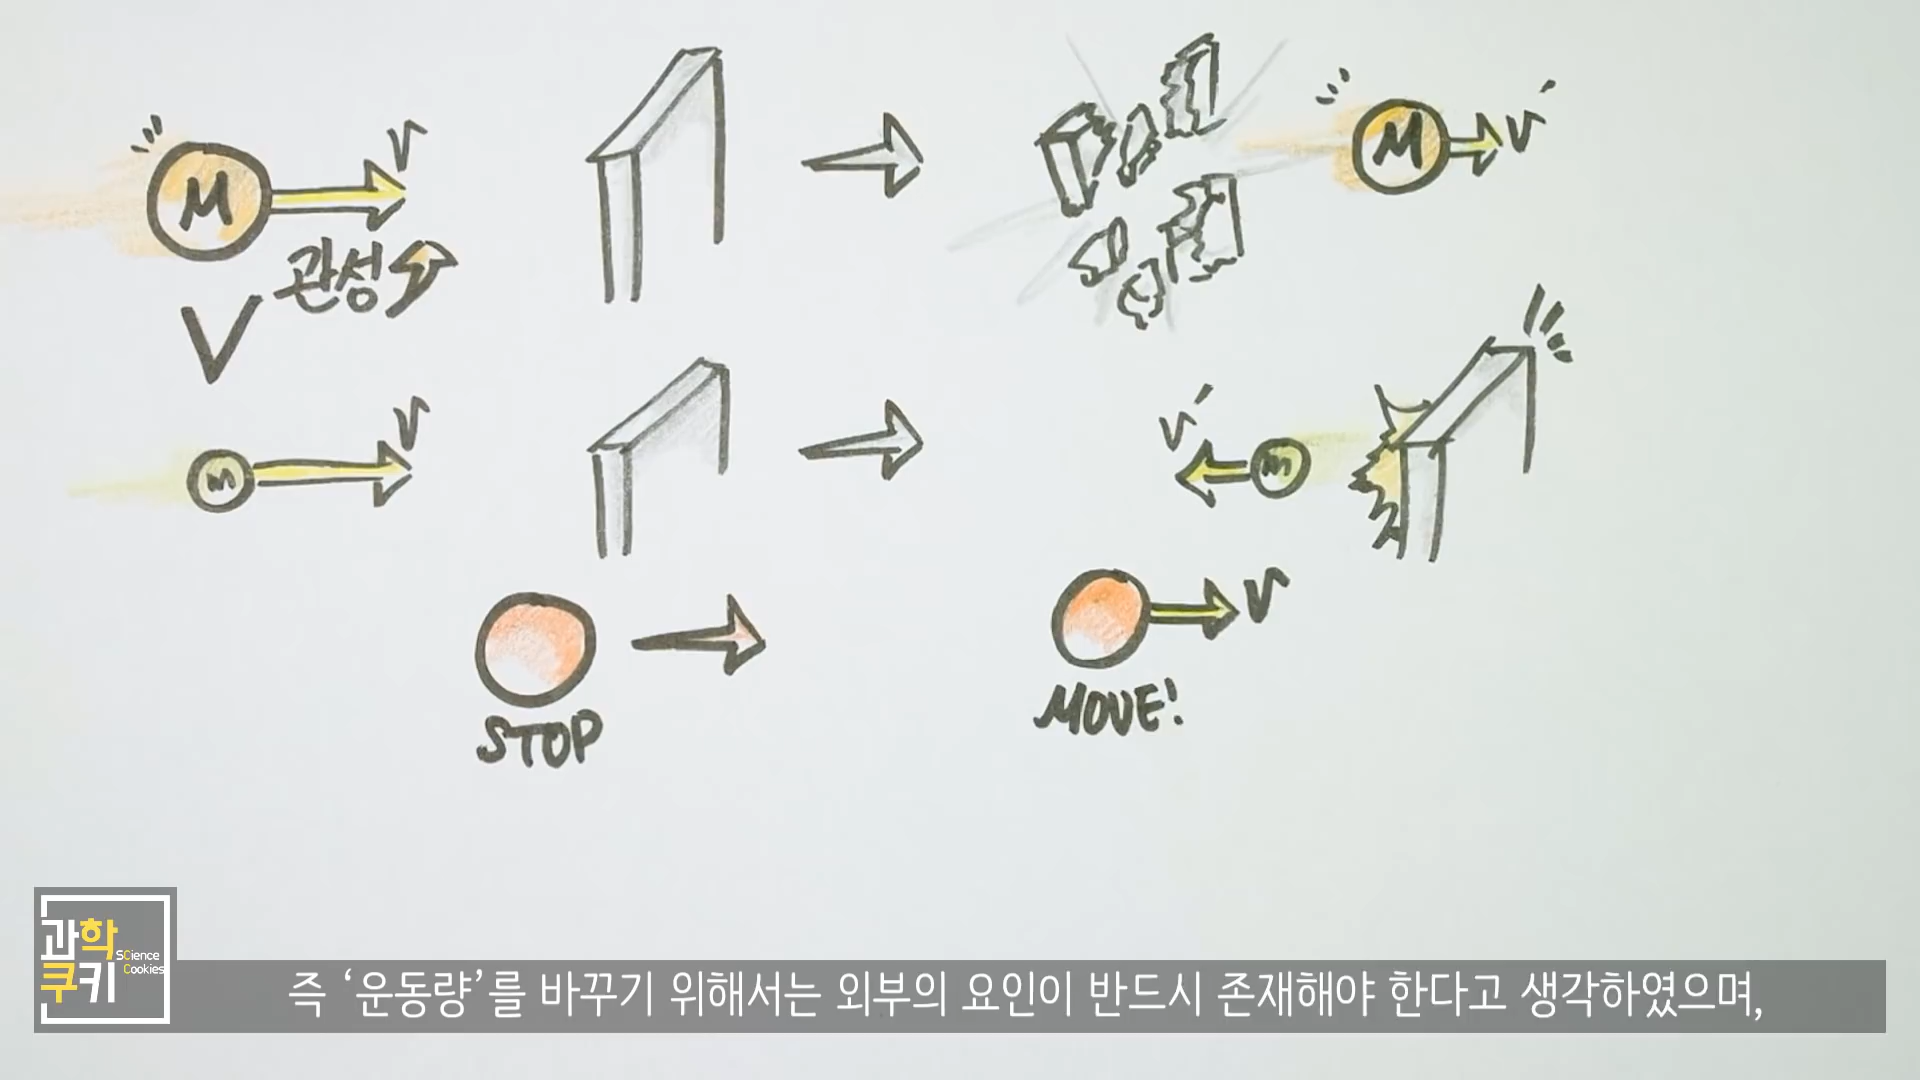 M
V
관성
V
M
V'
m
V
V'
m
STOP
V
MOVE!
과학
쿠키
Science
Cookies
즉 ‘운동량’를 바꾸기 위해서는 외부의 요인이 반드시 존재해야 한다고 생각하였으며,